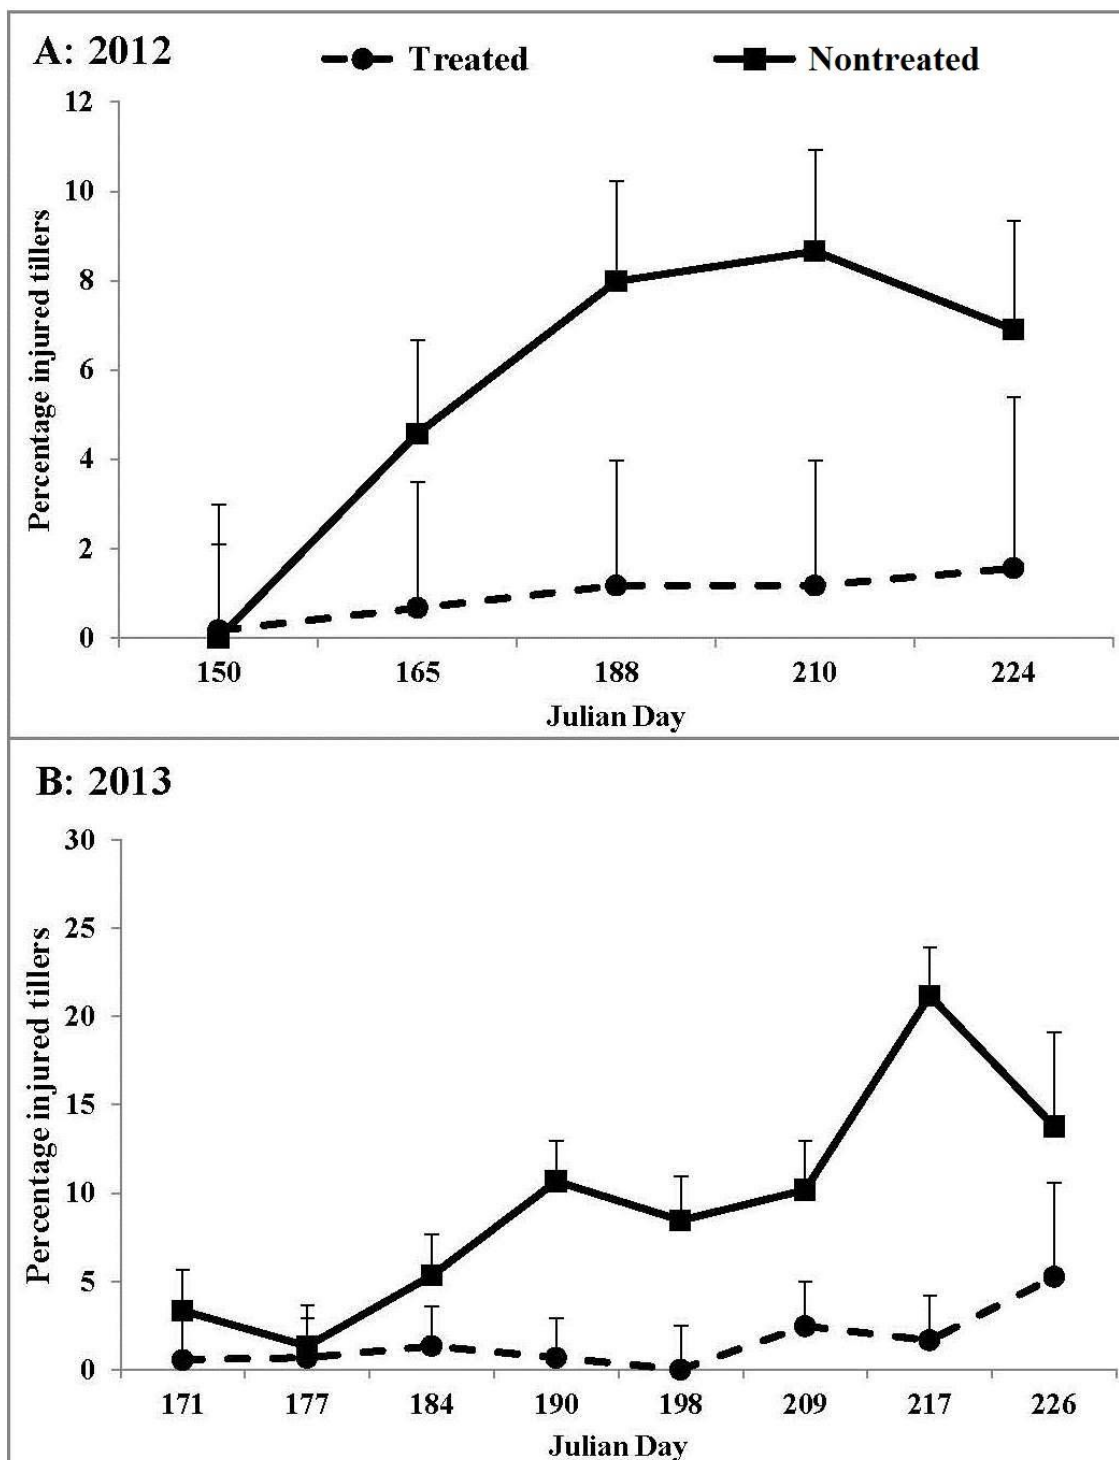 A: 2012 Treated Nontreated
12
10
8
6
4
2
0
Percentage injured tillers
150 165 188 210 224
Julian Day
B: 2013
30
25
20
15
10
5
0
Percentage injured tillers
171 177 184 190 198 209 217 226
Julian Day